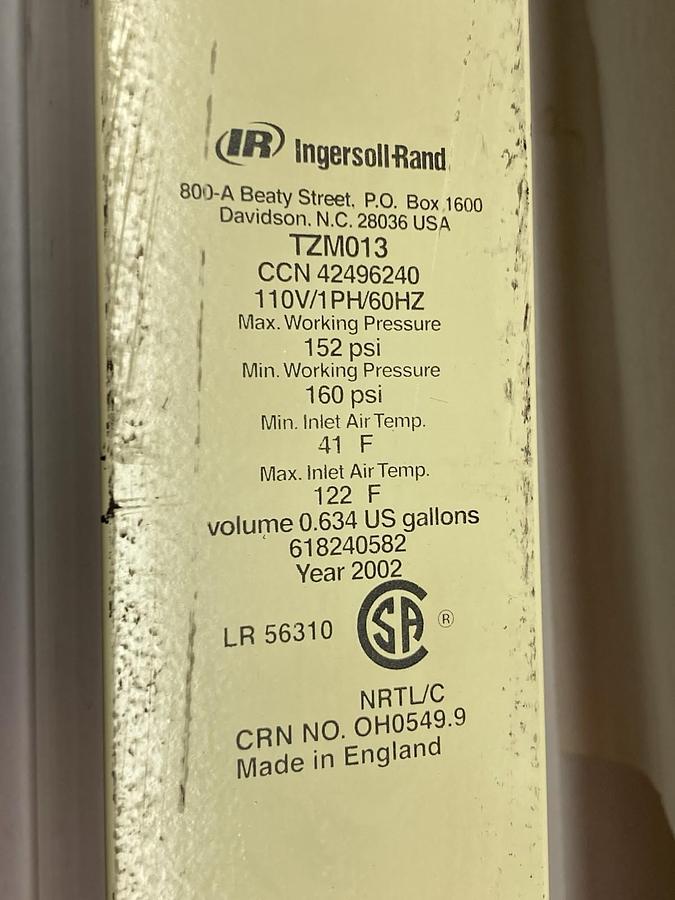 IR Ingersoll-Rand
800-A Beaty Street, P.O. Box 1600
Davidson, N.C. 28036 USA
TZM013
CCN 42496240
110V/1PH/60HZ
Max. Working Pressure
152 psi
Min. Working Pressure
160 psi
Min. Inlet Air Temp.
41 F
Max. Inlet Air Temp.
122 F
volume 0.634 US gallons
618240582
Year 2002
LR 56310 CSA ®
NRTL/C
CRN NO. OH0549.9
Made in England